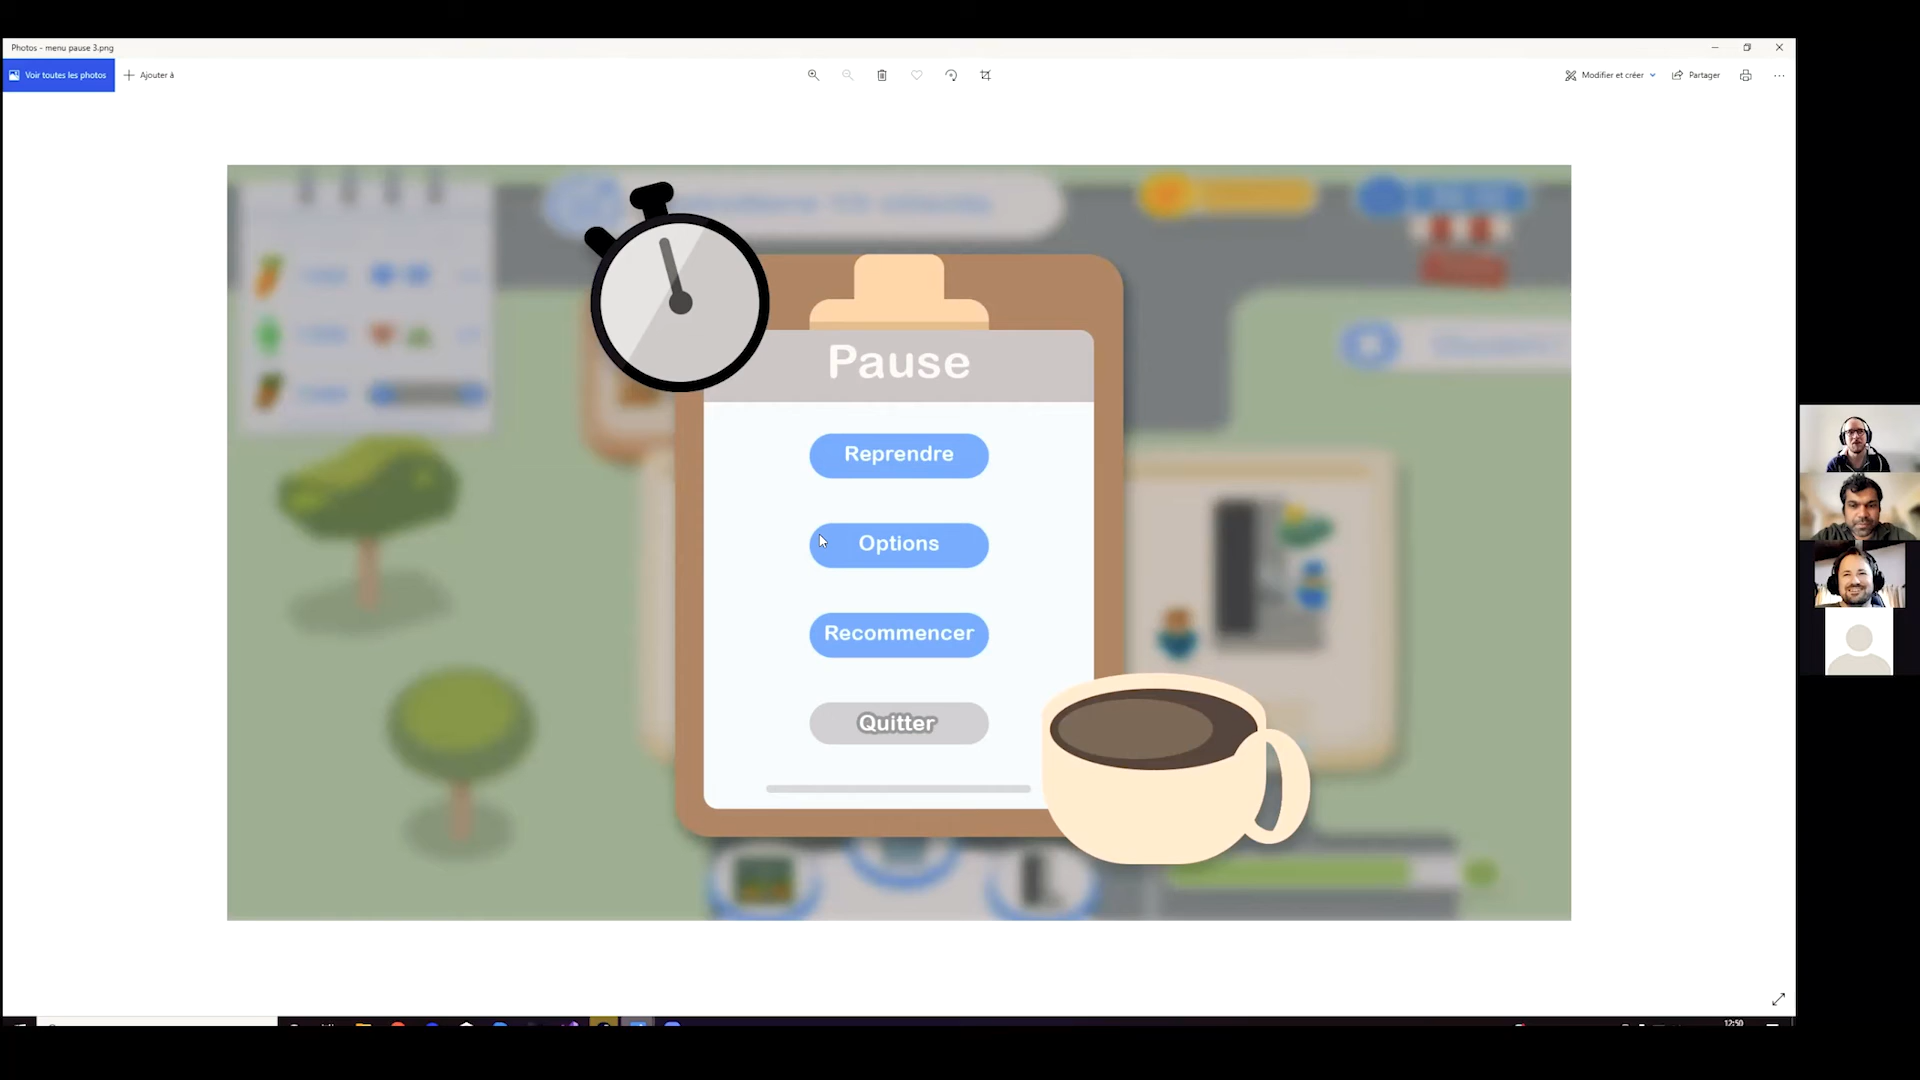 Photos - menu pause 3.png
Voir toutes les photos
Ajouter à
Modifier et créer
Partager
Pause
Reprendre
Options
Recommencer
Quitter
12:50